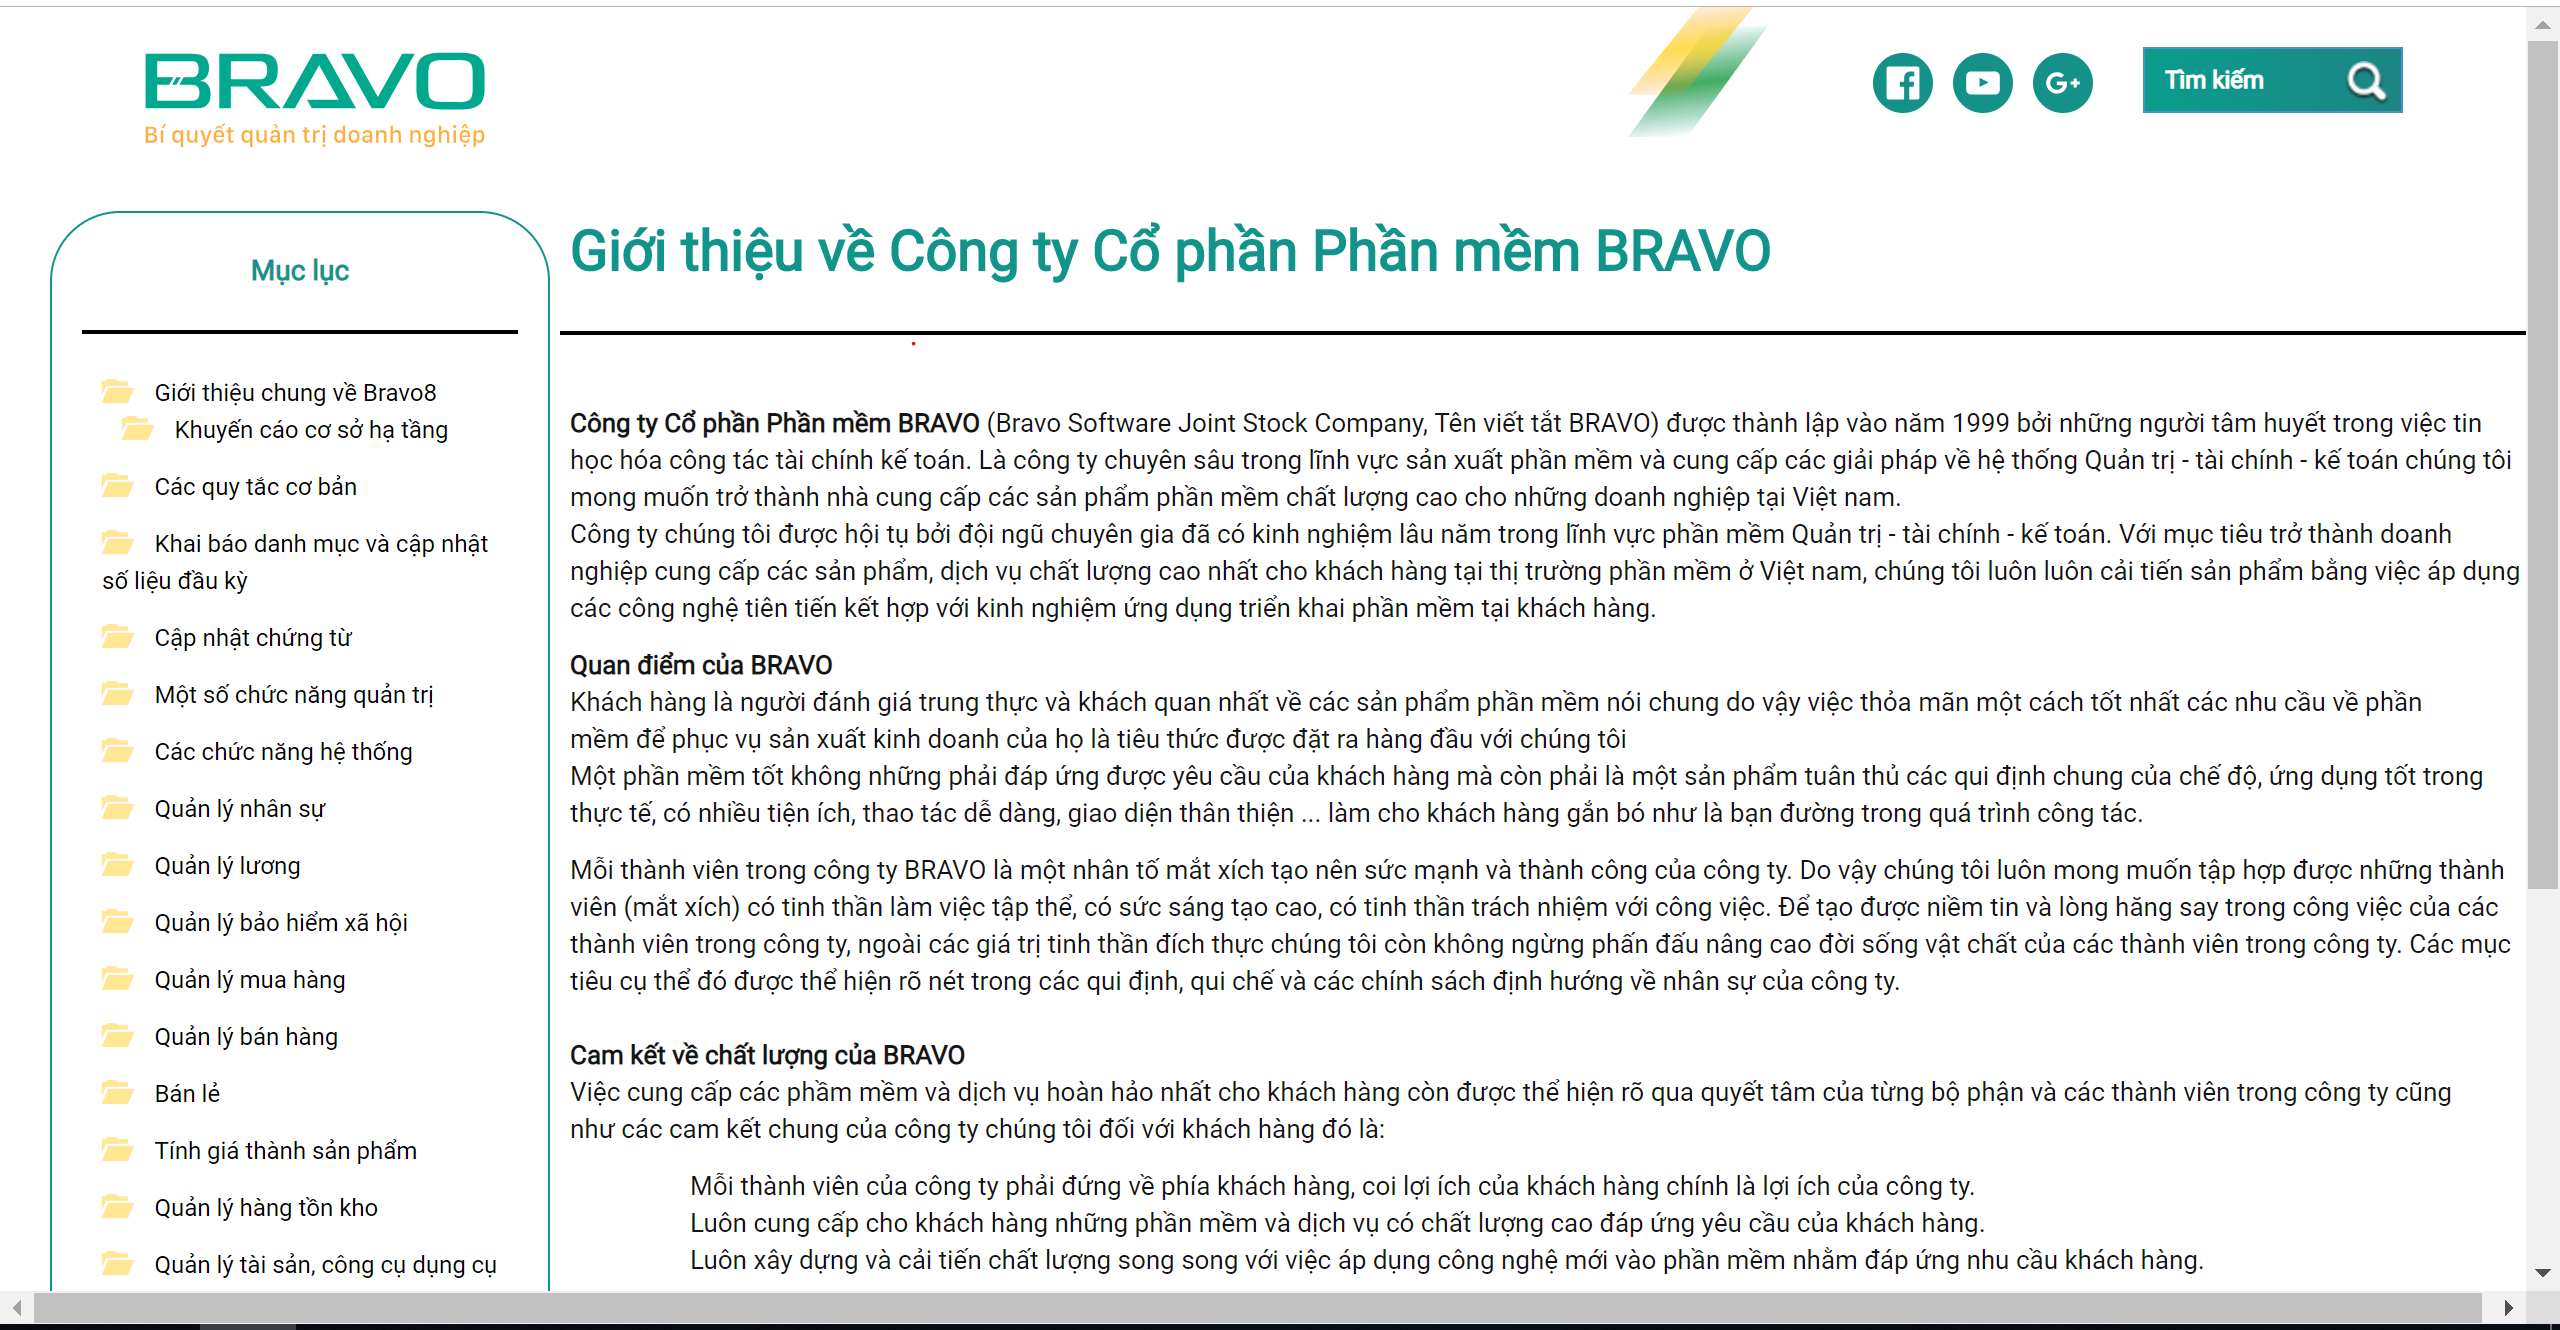 BRAVO
Bí quyết quản trị doanh nghiệp
Tìm kiếm
Mục lục
Giới thiệu chung về Bravo8
Khuyến cáo cơ sở hạ tầng
Các quy tắc cơ bản
Khai báo danh mục và cập nhật
số liệu đầu kỳ
Cập nhật chứng từ
Một số chức năng quản trị
Các chức năng hệ thống
Quản lý nhân sự
Quản lý lương
Quản lý bảo hiểm xã hội
Quản lý mua hàng
Quản lý bán hàng
Bán lẻ
Tính giá thành sản phẩm
Quản lý hàng tồn kho
Quản lý tài sản, công cụ dụng cụ
Giới thiệu về Công ty Cổ phần Phần mềm BRAVO
Công ty Cổ phần Phần mềm BRAVO (Bravo Software Joint Stock Company, Tên viết tắt BRAVO) được thành lập vào năm 1999 bởi những người tâm huyết trong việc tin
học hóa công tác tài chính kế toán. Là công ty chuyên sâu trong lĩnh vực sản xuất phần mềm và cung cấp các giải pháp về hệ thống Quản trị - tài chính - kế toán chúng tôi
mong muốn trở thành nhà cung cấp các sản phẩm phần mềm chất lượng cao cho những doanh nghiệp tại Việt nam.
Công ty chúng tôi được hội tụ bởi đội ngũ chuyên gia đã có kinh nghiệm lâu năm trong lĩnh vực phần mềm Quản trị - tài chính - kế toán. Với mục tiêu trở thành doanh
nghiệp cung cấp các sản phẩm, dịch vụ chất lượng cao nhất cho khách hàng tại thị trường phần mềm ở Việt nam, chúng tôi luôn luôn cải tiến sản phẩm bằng việc áp dụng
các công nghệ tiên tiến kết hợp với kinh nghiệm ứng dụng triển khai phần mềm tại khách hàng.
Quan điểm của BRAVO
Khách hàng là người đánh giá trung thực và khách quan nhất về các sản phẩm phần mềm nói chung do vậy việc thỏa mãn một cách tốt nhất các nhu cầu về phần
mềm để phục vụ sản xuất kinh doanh của họ là tiêu thức được đặt ra hàng đầu với chúng tôi
Một phần mềm tốt không những phải đáp ứng được yêu cầu của khách hàng mà còn phải là một sản phẩm tuân thủ các qui định chung của chế độ, ứng dụng tốt trong
thực tế, có nhiều tiện ích, thao tác dễ dàng, giao diện thân thiện ... làm cho khách hàng gắn bó như là bạn đường trong quá trình công tác.
Mỗi thành viên trong công ty BRAVO là một nhân tố mắt xích tạo nên sức mạnh và thành công của công ty. Do vậy chúng tôi luôn mong muốn tập hợp được những thành
viên (mắt xích) có tinh thần làm việc tập thể, có sức sáng tạo cao, có tinh thần trách nhiệm với công việc. Để tạo được niềm tin và lòng hăng say trong công việc của các
thành viên trong công ty, ngoài các giá trị tinh thần đích thực chúng tôi còn không ngừng phấn đấu nâng cao đời sống vật chất của các thành viên trong công ty. Các mục
tiêu cụ thể đó được thể hiện rõ nét trong các qui định, qui chế và các chính sách định hướng về nhân sự của công ty.
Cam kết về chất lượng của BRAVO
Việc cung cấp các phầm mềm và dịch vụ hoàn hảo nhất cho khách hàng còn được thể hiện rõ qua quyết tâm của từng bộ phận và các thành viên trong công ty cũng
như các cam kết chung của công ty chúng tôi đối với khách hàng đó là:
Mỗi thành viên của công ty phải đứng về phía khách hàng, coi lợi ích của khách hàng chính là lợi ích của công ty.
Luôn cung cấp cho khách hàng những phần mềm và dịch vụ có chất lượng cao đáp ứng yêu cầu của khách hàng.
Luôn xây dựng và cải tiến chất lượng song song với việc áp dụng công nghệ mới vào phần mềm nhằm đáp ứng nhu cầu khách hàng.